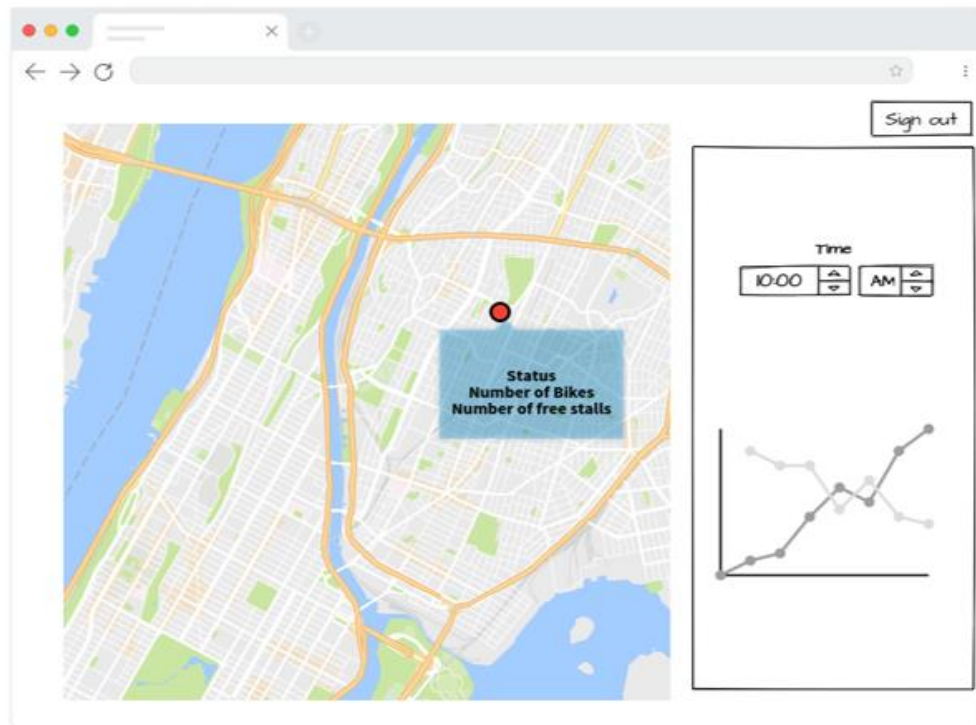 Sign out
Time
10:00 AM
Status
Number of Bikes
Number of free stalls